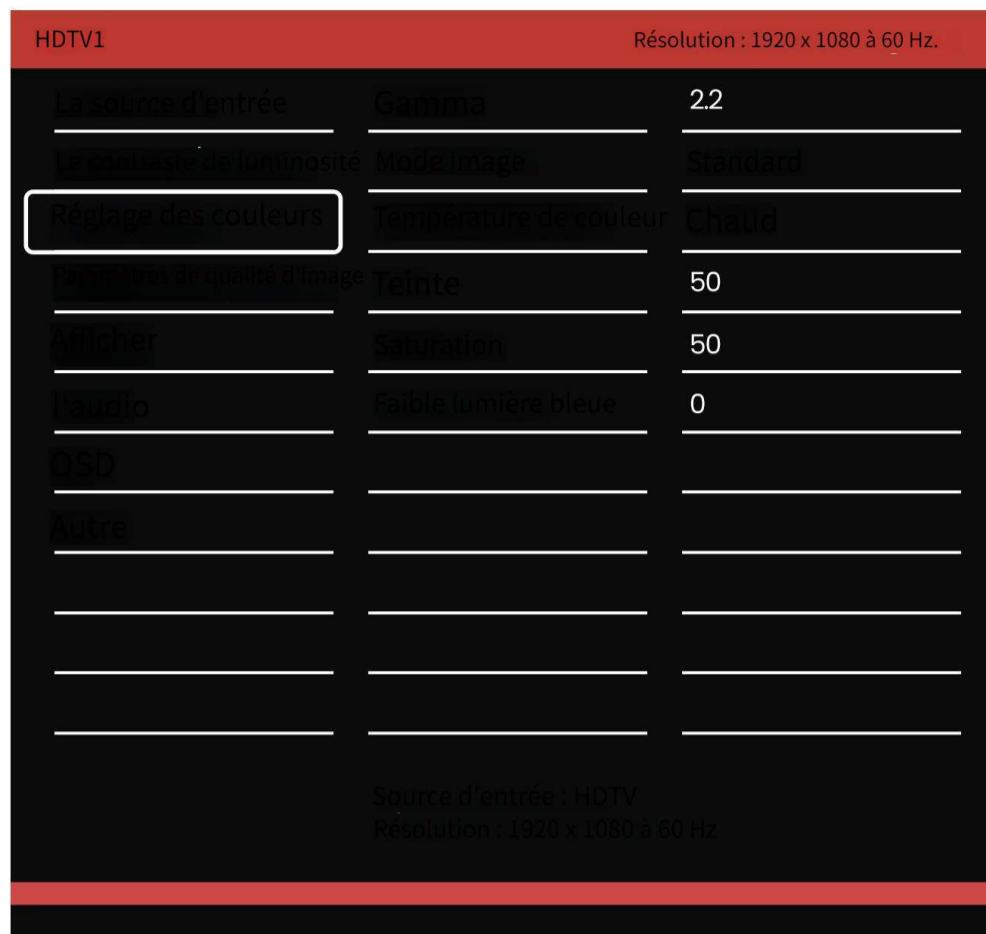 HDTV1
Résolution : 1920 x 1080 à 60 Hz.
La source d'entrée Gamma 2.2
Le contraste de luminosité Mode image Standard
Réglage des couleurs Température de couleur Chaud
Paramètres de qualité d'image Teinte 50
Afficher Saturation 50
l'audio Faible lumière bleue 0
OSD
Autre
Source d'entrée : HDTV
Résolution : 1920 x 1080 à 60 Hz